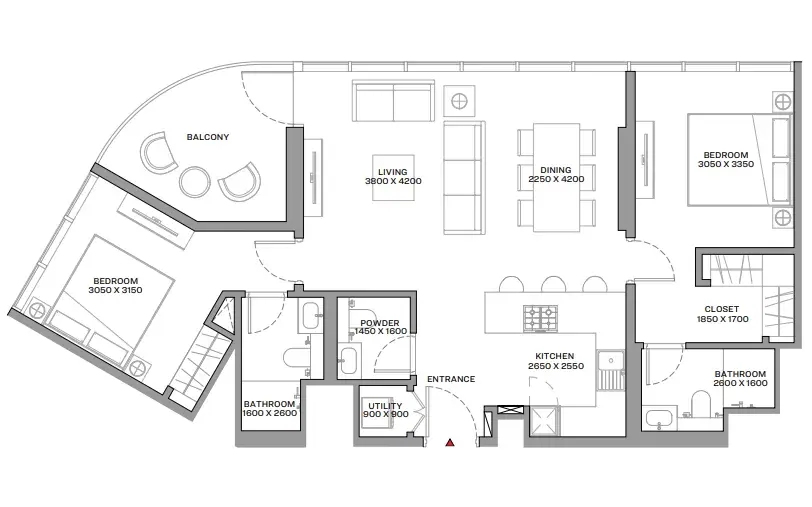 BALCONY
LIVING
3800 X 4200
DINING
2250 X 4200
BEDROOM
3050 X 3350
BEDROOM
3050 X 3150
CLOSET
1850 X 1700
POWDER
1450 X 1600
KITCHEN
2650 X 2550
BATHROOM
2600 X 1600
ENTRANCE
BATHROOM
1600 X 2600
UTILITY
900 X 900